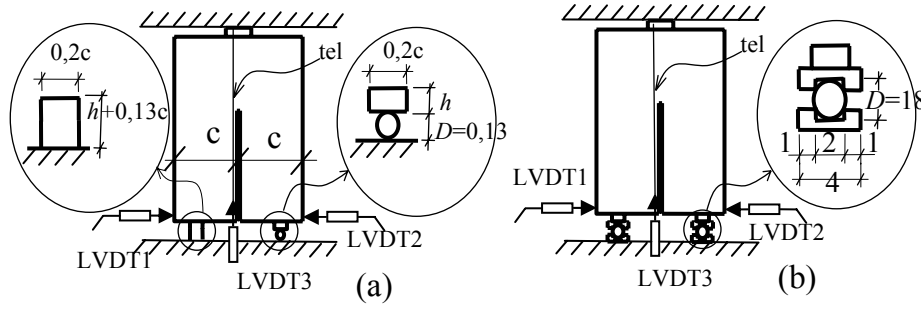 0,2c
h+0,13c
tel
0,2c
h
D=0,13
c
c
LVDT1
LVDT2
LVDT3
(a)
tel
D=18
1
2
1
4
LVDT1
LVDT2
LVDT3
(b)